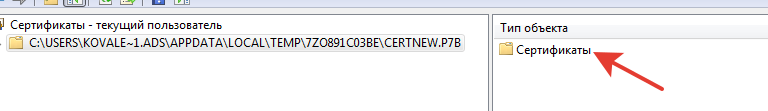 Сертификаты - текущий пользователь
C:\USERS\KOVALE~1.ADS\APPDATA\LOCAL\TEMP\7ZO891C03BE\CERTNEW.P7B
Тип объекта
Сертификаты